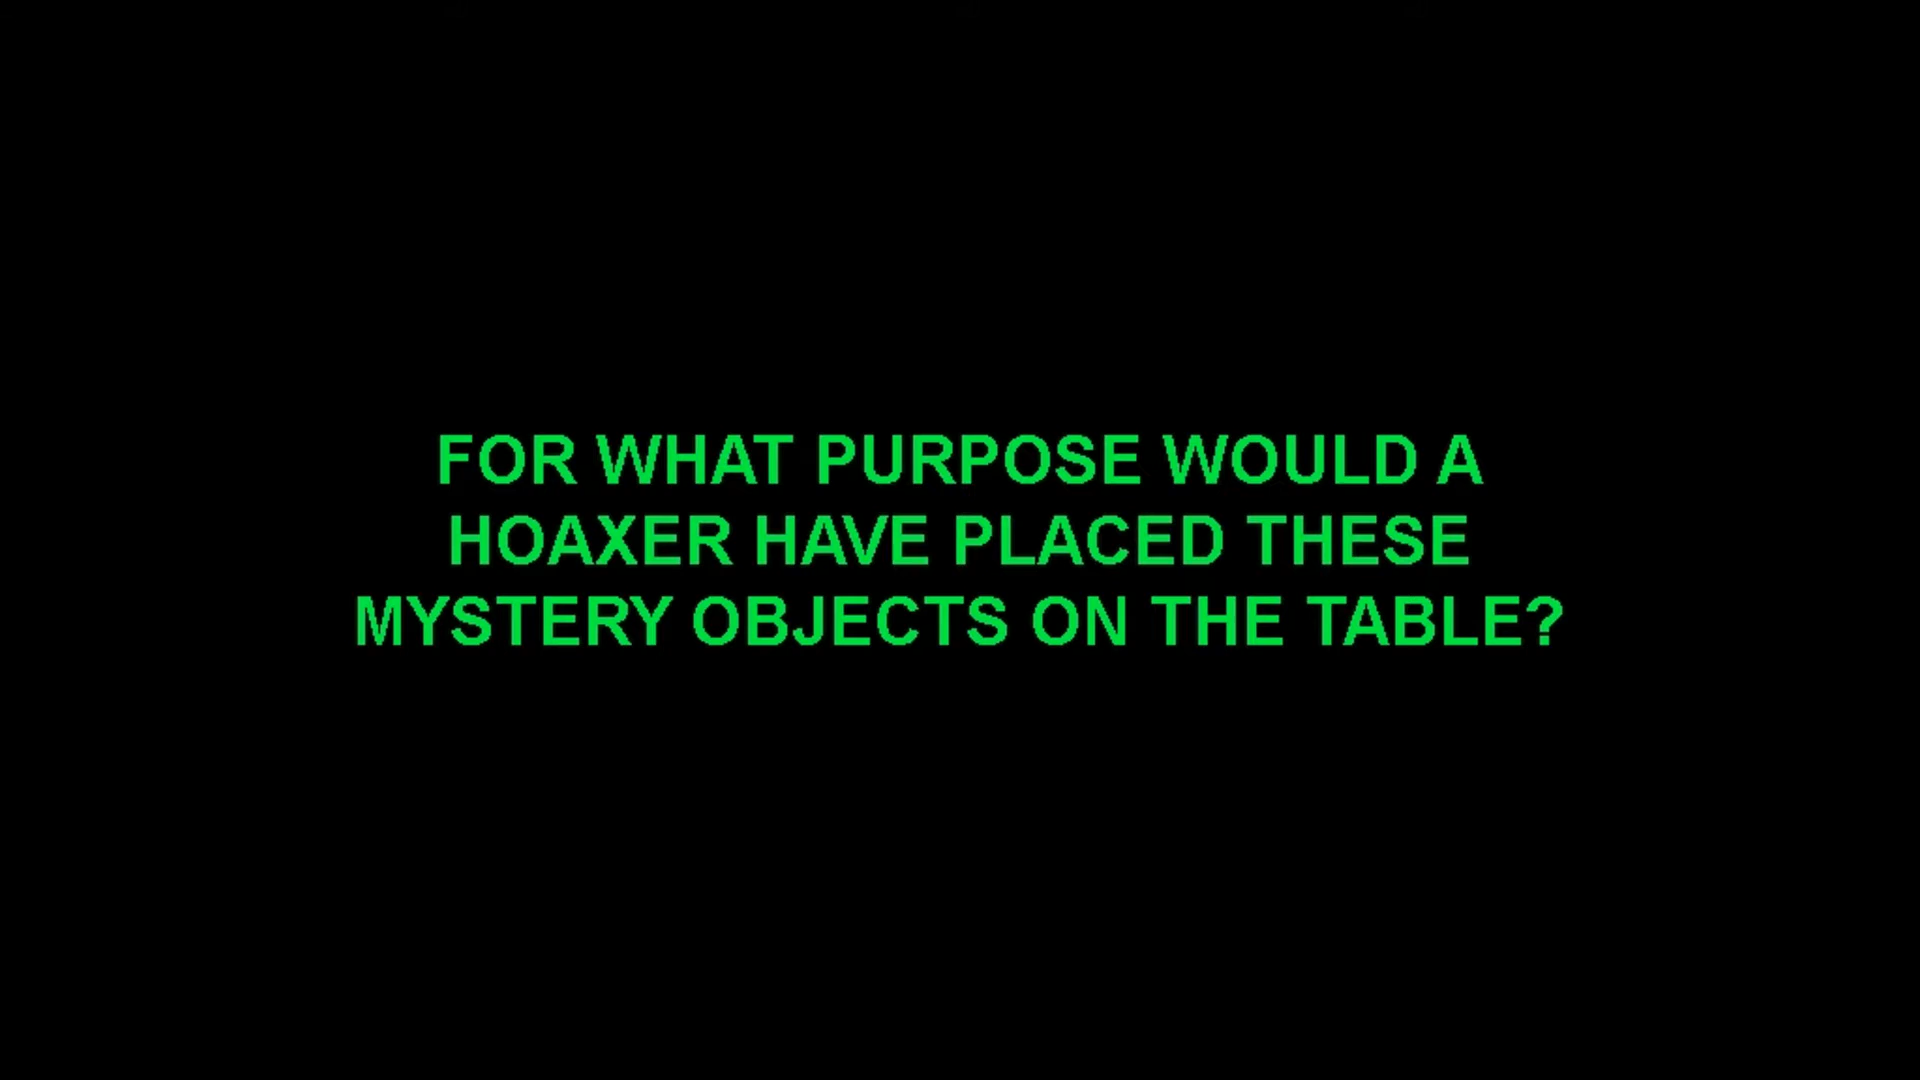 FOR WHAT PURPOSE WOULD A
HOAXER HAVE PLACED THESE
MYSTERY OBJECTS ON THE TABLE?